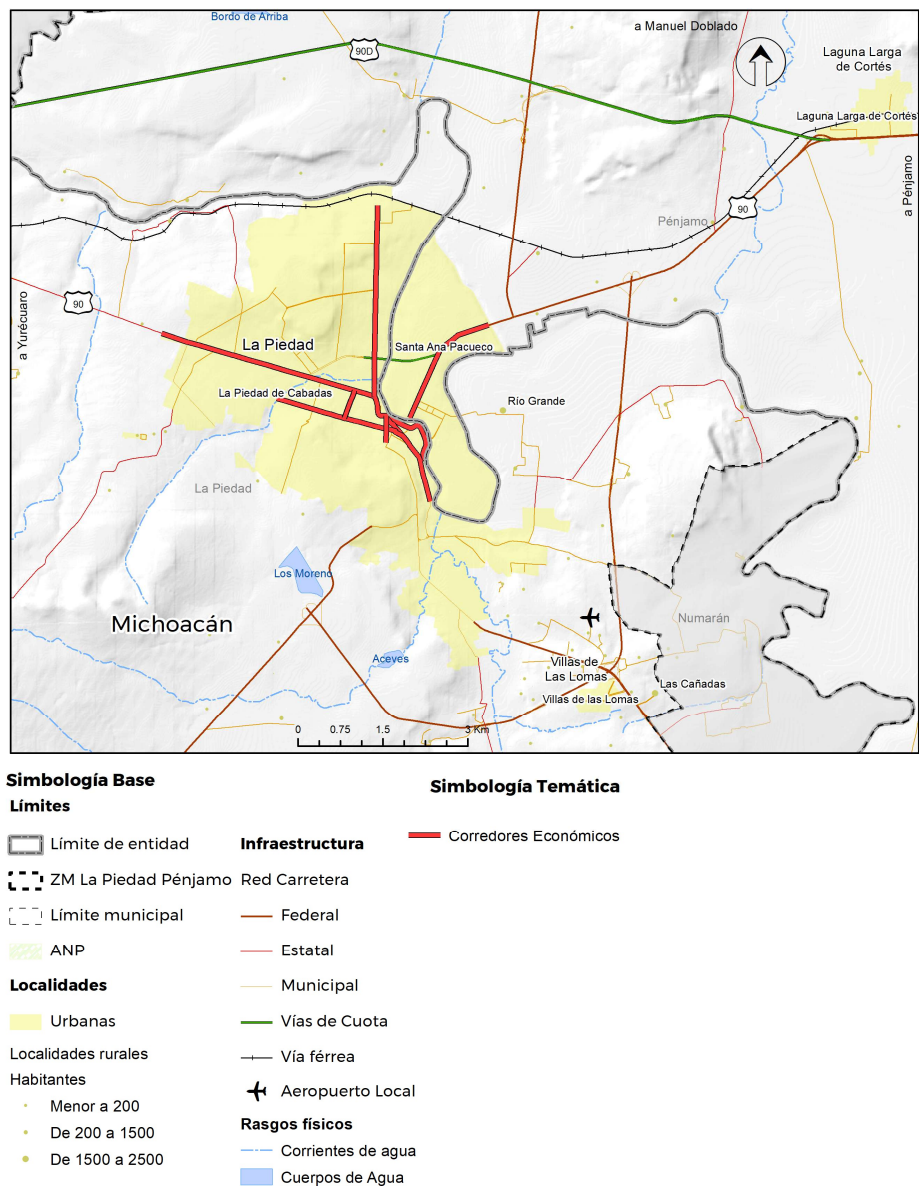 Bordo de Arriba
a Manuel Doblado
90D
Laguna Larga
de Cortés
Laguna Larga de Cortés
a Pénjamo
90
Pénjamo
90
a Yurécuaro
La Piedad
Santa Ana Pacueco
La Piedad de Cabadas
Río Grande
La Piedad
Los Moreno
Michoacán
Numarán
Aceves
Villas de
Las Lomas
Las Cañadas
Villas de las Lomas
0 0.75 1.5 3 Km
Simbología Base
Límites
Límite de entidad
ZM La Piedad Pénjamo
Límite municipal
ANP
Localidades
Urbanas
Localidades rurales
Habitantes
Menor a 200
De 200 a 1500
De 1500 a 2500
Infraestructura
Red Carretera
Federal
Estatal
Municipal
Vías de Cuota
Vía férrea
Aeropuerto Local
Rasgos físicos
Corrientes de agua
Cuerpos de Agua
Simbología Temática
Corredores Económicos